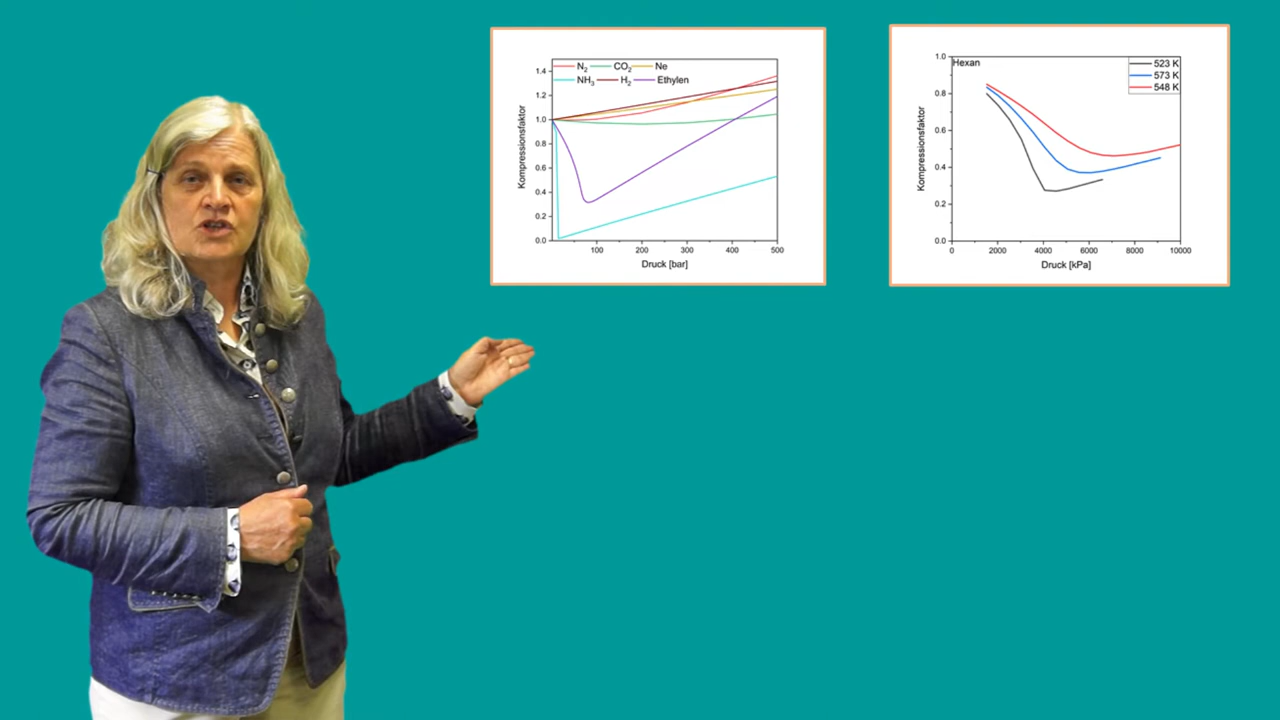 N2 CO2 Ne
NH3 H2 Ethylen
1.4
1.2
1.0
0.8
0.6
0.4
0.2
0.0
100 200 300 400 500
Kompressionsfaktor
Druck [bar]
Hexan
523 K
573 K
548 K
1.0
0.8
0.6
0.4
0.2
0.0
0 2000 4000 6000 8000 10000
Kompressionsfaktor
Druck [kPa]